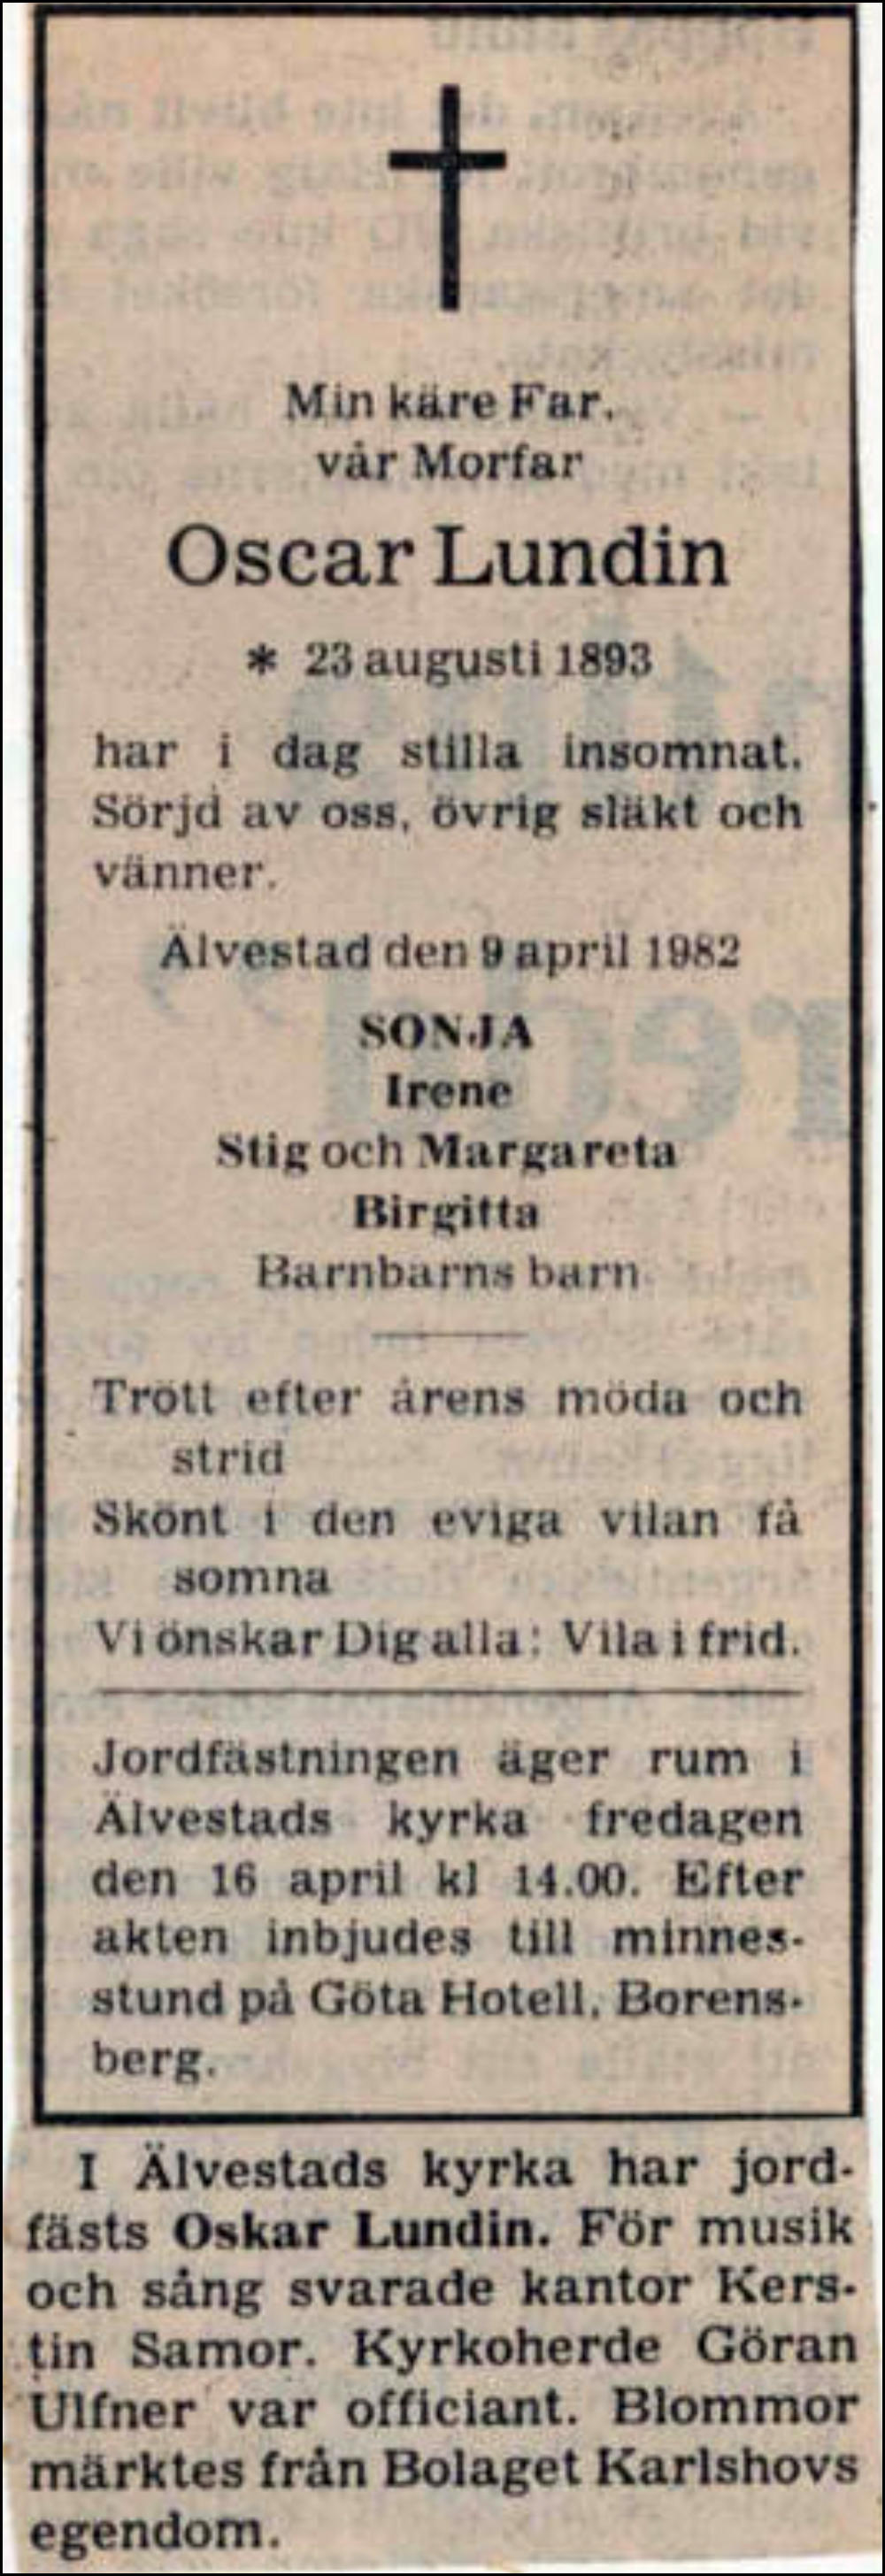 Min käre Far.
vår Morfar
Oscar Lundin
* 23 augusti 1893
har i dag stilla insomnat.
Sörjd av oss, övrig släkt och
vänner.
Älvestad den 9 april 1982
SONJA
Irene
Stig och Margareta
Birgitta
Barnbarns barn
Trött efter årens möda och
strid
Skönt i den eviga vilan få
somna
Vi önskar Dig alla: Vila i frid.
Jordfästningen äger rum i
Älvestads kyrka fredagen
den 16 april kl 14.00. Efter
akten inbjudes till minnes-
stund på Göta Hotell, Borens-
berg.
I Älvestads kyrka har jord-
fästs Oskar Lundin. För musik
och sång svarade kantor Kers-
tin Samor. Kyrkoherde Göran
Ulfner var officiant. Blommor
märktes från Bolaget Karlshovs
egendom.